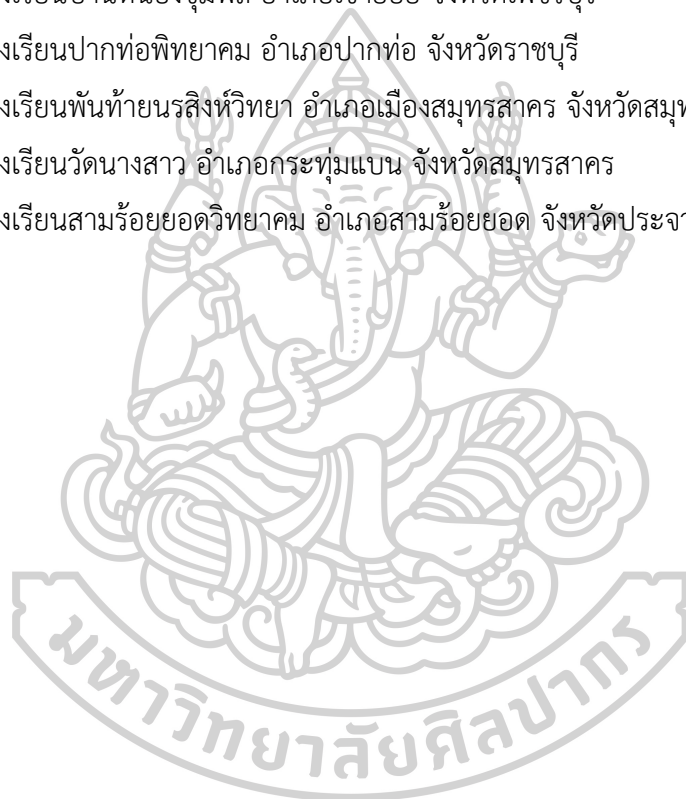 งเรียนปากท่อพิทยาคม อำเภอปากท่อ จังหวัดราชบุรี
งเรียนพันท้ายนรสิงห์วิทยา อำเภอเมืองสมุทรสาคร จังหวัดสมุท
งเรียนวัดนางสาว อำเภอกระทุ่มแบน จังหวัดสมุทรสาคร
งเรียนสามร้อยยอดวิทยาคม อำเภอสามร้อยยอด จังหวัดประจว
มหาวิทยาลัยศิลปากร